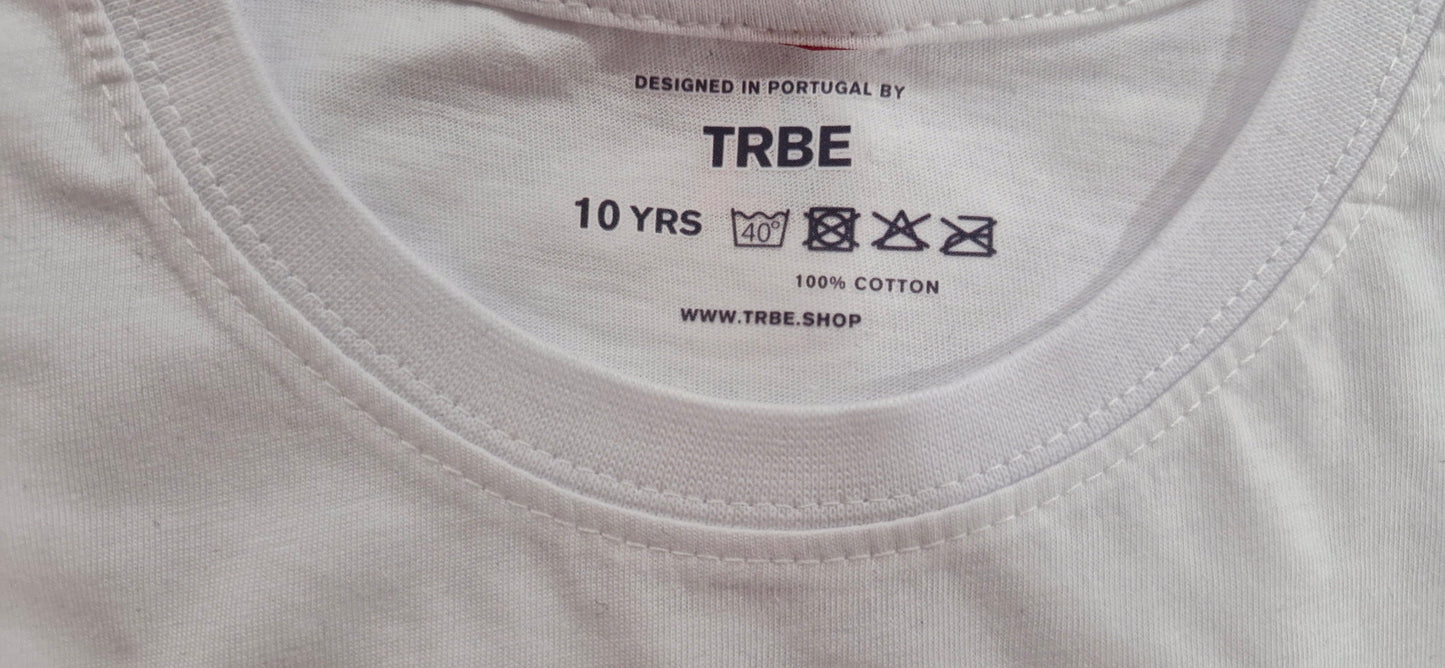 DESIGNED IN PORTUGAL BY
TRBE
10 YRS 40°
100% COTTON
WWW.TRBE.SHOP